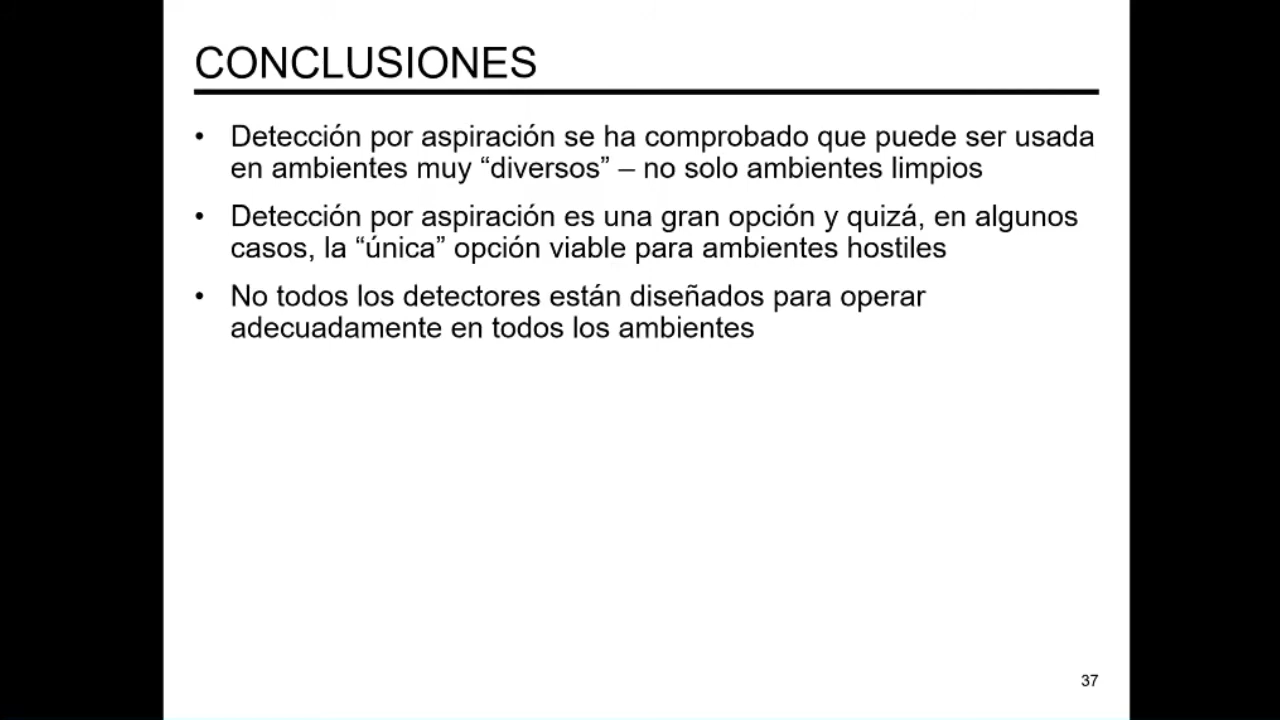 CONCLUSIONES
• Detección por aspiración se ha comprobado que puede ser usada
en ambientes muy “diversos” – no solo ambientes limpios
• Detección por aspiración es una gran opción y quizá, en algunos
casos, la “única” opción viable para ambientes hostiles
• No todos los detectores están diseñados para operar
adecuadamente en todos los ambientes
37